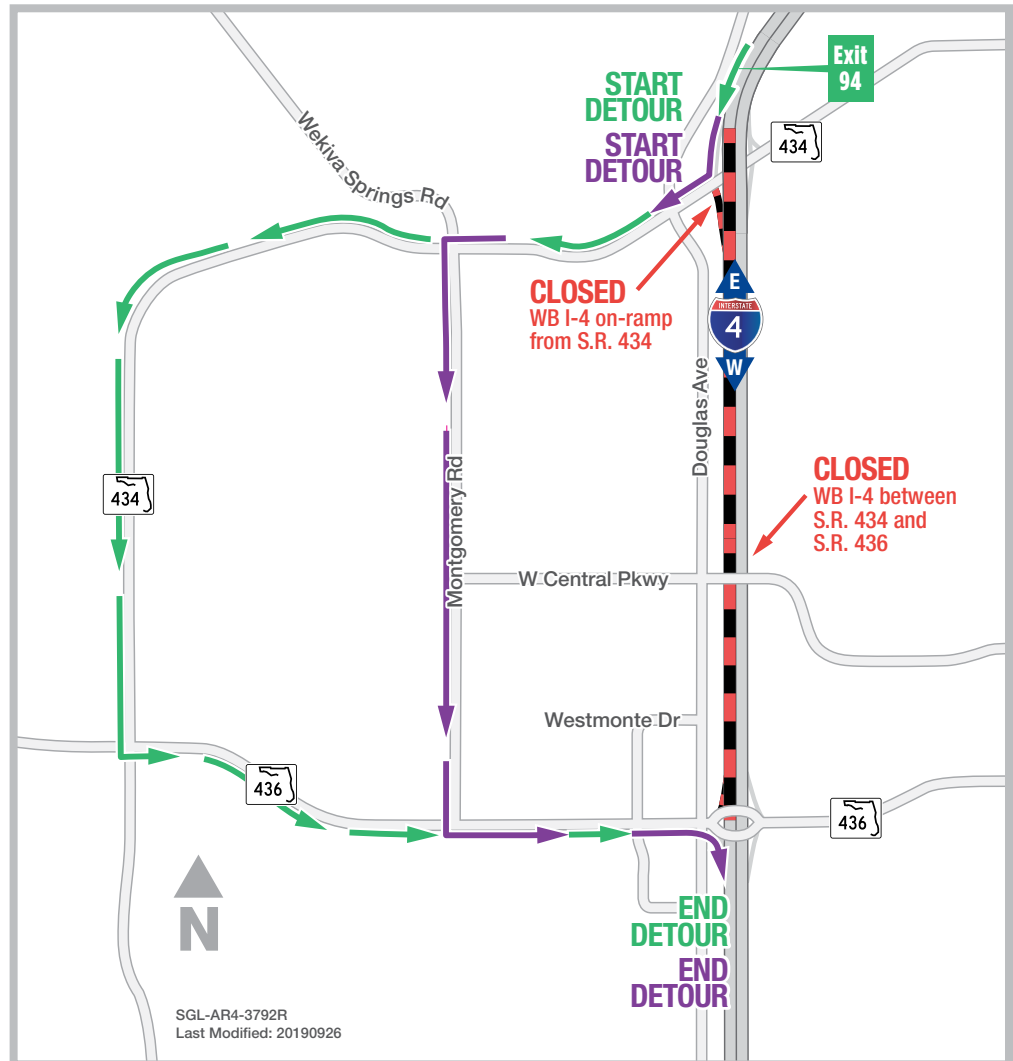 Exit
94
START
DETOUR
START
DETOUR
434
Wekiva Springs Rd
CLOSED
WB I-4 on-ramp
from S.R. 434
E
INTERSTATE
4
W
Douglas Ave
434
Montgomery Rd
CLOSED
WB I-4 between
S.R. 434 and
S.R. 436
W Central Pkwy
Westmonte Dr
436
436
N
END
DETOUR
END
DETOUR
SGL-AR4-3792R
Last Modified: 20190926